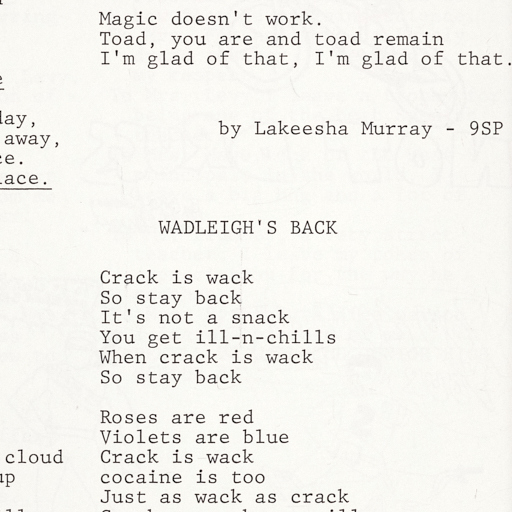 Magic doesn't work.
Toad, you are and toad remain
I'm glad of that, I'm glad of that.
by Lakeesha Murray - 9SP
away,
WADLEIGH'S BACK
Crack is wack
So stay back
It's not a snack
You get ill-n-chills
When crack is wack
So stay back
Roses are red
Violets are blue
cloud
Crack is wack
up
cocaine is too
Just as wack as crack